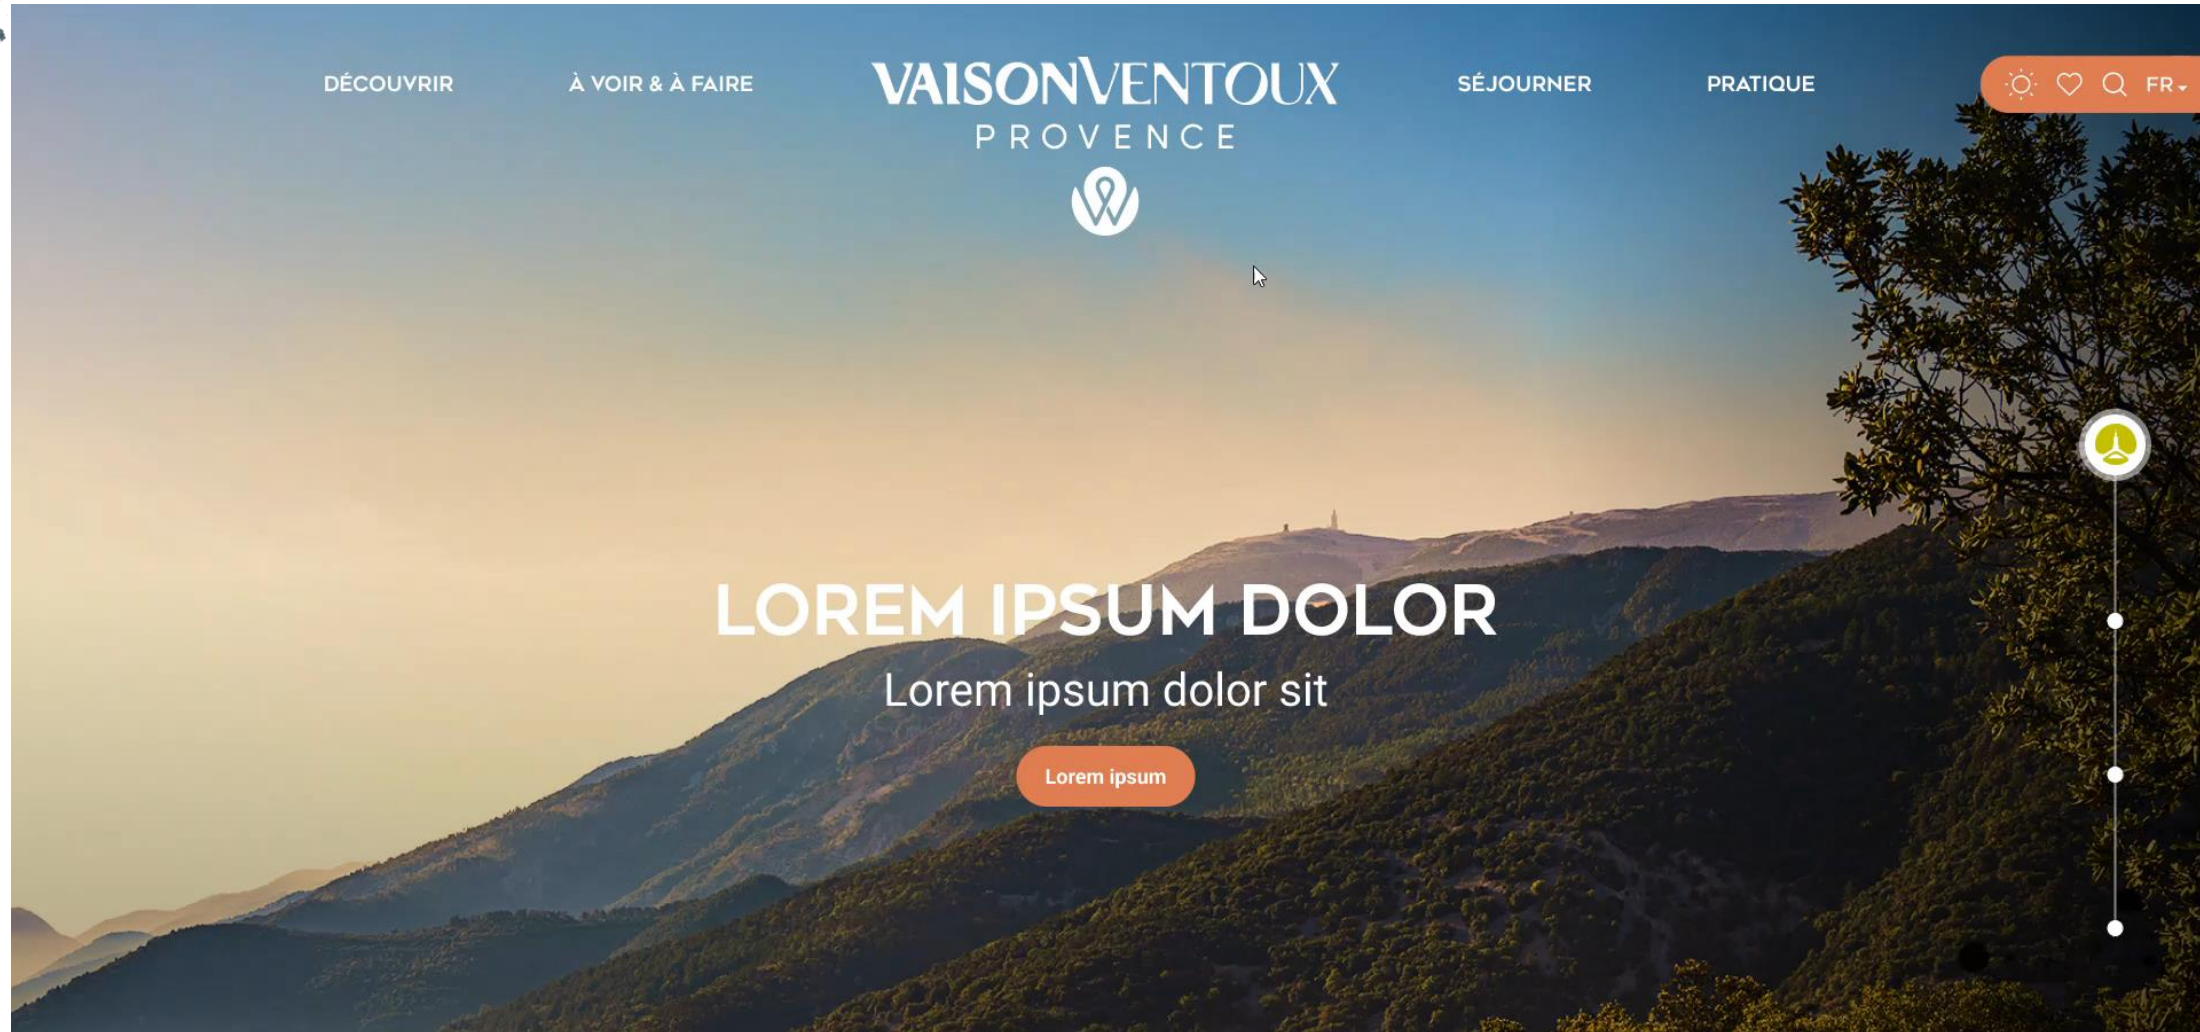 DÉCOUVRIR
À VOIR & À FAIRE
VAISONVENTOUX
PROVENCE
SÉJOURNER
PRATIQUE
FR
LOREM IPSUM DOLOR
Lorem ipsum dolor sit
Lorem ipsum